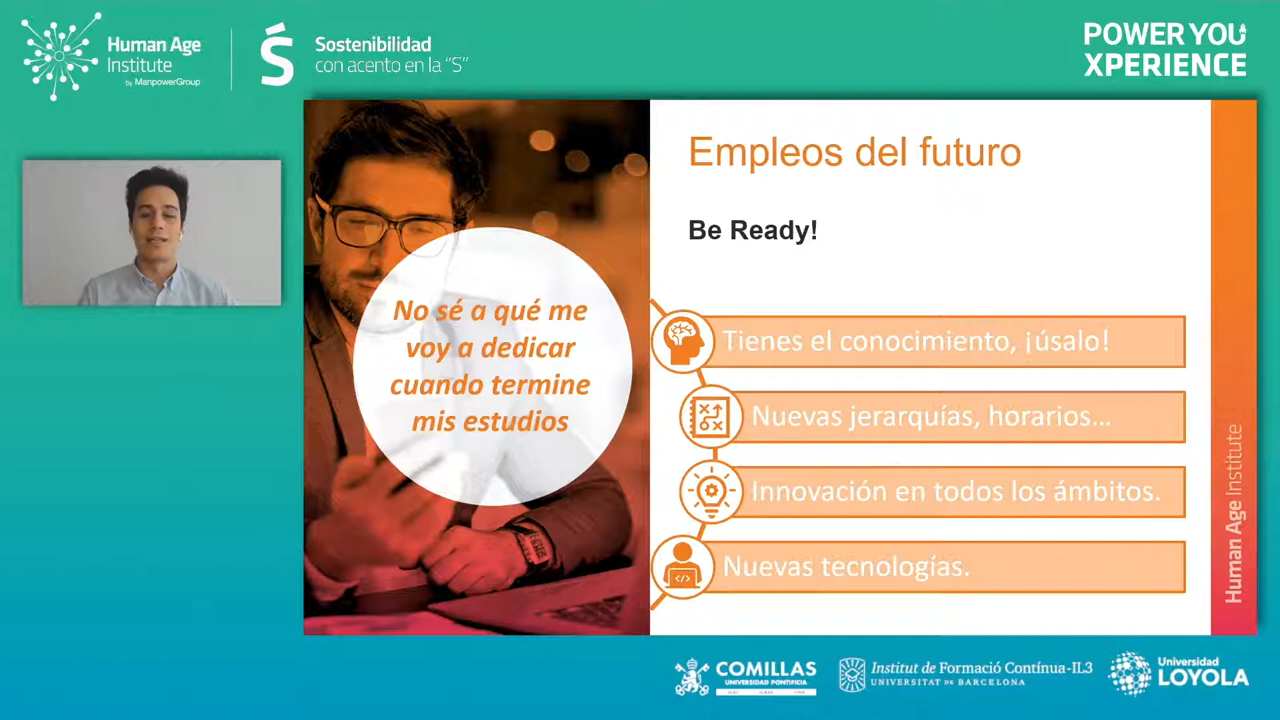 Human Age
Institute
by ManpowerGroup
Ś
Sostenibilidad
con acento en la “S”
POWER YOU
XPERIENCE
Empleos del futuro
Be Ready!
No sé a qué me
voy a dedicar
cuando termine
mis estudios
Tienes el conocimiento, ¡úsalo!
Nuevas jerarquías, horarios...
Innovación en todos los ámbitos.
Nuevas tecnologías.
Human Age Institute
COMILLAS
UNIVERSIDAD PONTIFICIA
Institut de Formació Contínua-IL3
UNIVERSITAT DE BARCELONA
Universidad
LOYOLA